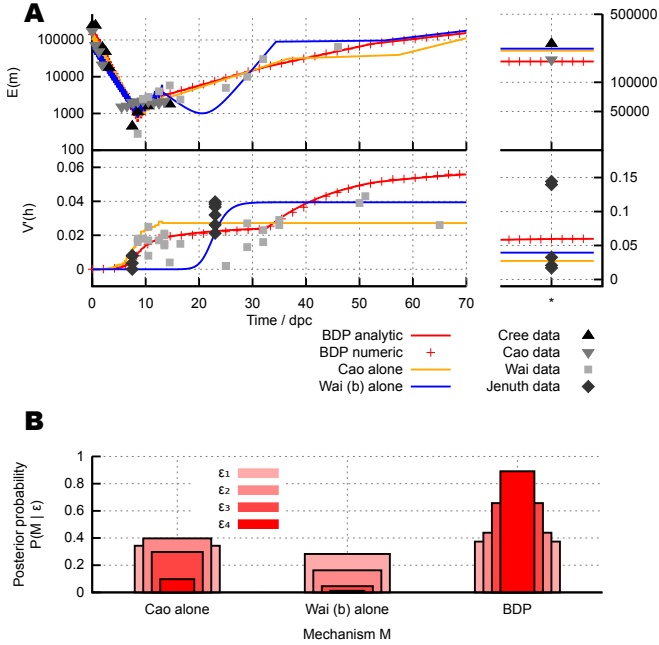 A
E(m)
100000
10000
1000
100
500000
100000
50000
V'(h)
0.06
0.04
0.02
0
0.15
0.1
0.05
0
0 10 20 30 40 50 60 70
*
Time / dpc
BDP analytic
BDP numeric
Cao alone
Wai (b) alone
Cree data
Cao data
Wai data
Jenuth data
B
Posterior probability
P(M | ε)
1
0.8
0.6
0.4
0.2
0
ε1
ε2
ε3
ε4
Cao alone
Wai (b) alone
BDP
Mechanism M